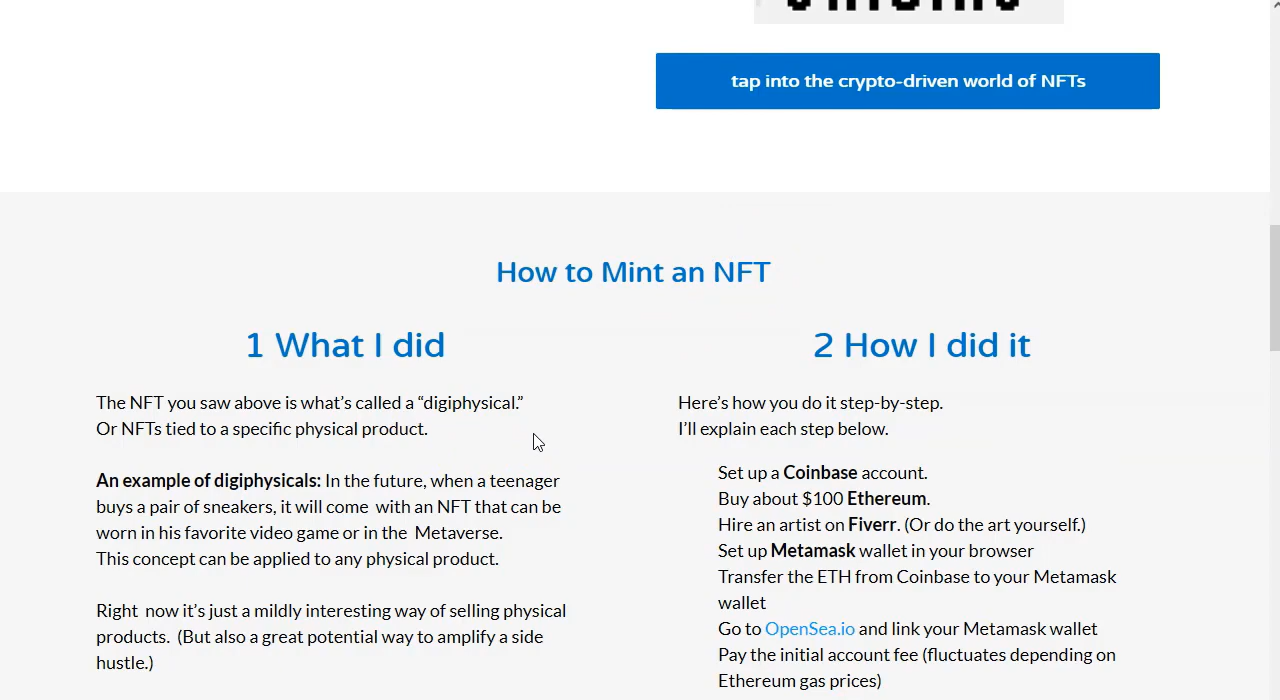 tap into the crypto-driven world of NFTs
How to Mint an NFT
1 What I did
The NFT you saw above is what’s called a “digiphysical.”
Or NFTs tied to a specific physical product.
An example of digiphysicals: In the future, when a teenager
buys a pair of sneakers, it will come with an NFT that can be
worn in his favorite video game or in the Metaverse.
This concept can be applied to any physical product.
Right now it’s just a mildly interesting way of selling physical
products. (But also a great potential way to amplify a side
hustle.)
2 How I did it
Here’s how you do it step-by-step.
I’ll explain each step below.
Set up a Coinbase account.
Buy about $100 Ethereum.
Hire an artist on Fiverr. (Or do the art yourself.)
Set up Metamask wallet in your browser
Transfer the ETH from Coinbase to your Metamask
wallet
Go to OpenSea.io and link your Metamask wallet
Pay the initial account fee (fluctuates depending on
Ethereum gas prices)